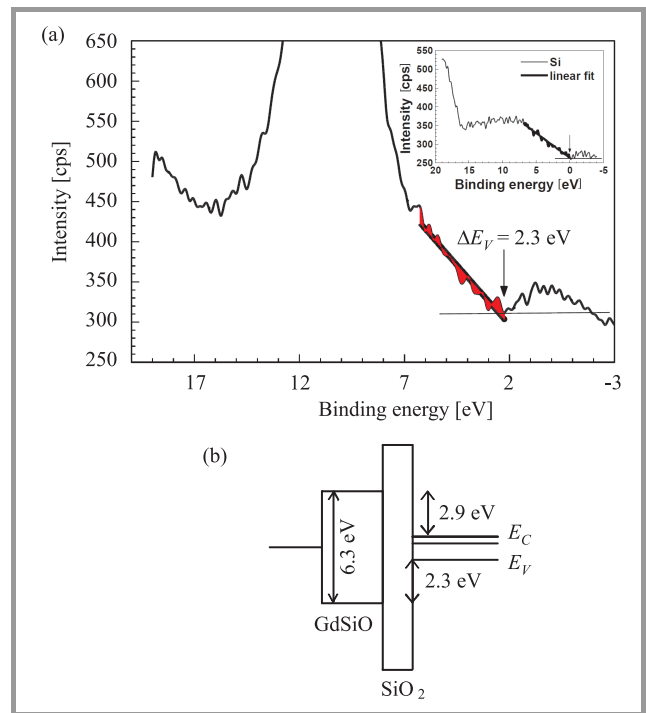 (a)
650
600
550
500
450
400
350
300
250
Intensity [cps]
17 12 7 2 -3
Binding energy [eV]
ΔE_V = 2.3 eV
550
500
450
400
350
300
250
Intensity [cps]
Si
linear fit
20 15 10 5 0 -5
Binding energy [eV]
(b)
6.3 eV
2.9 eV
E_C
E_V
2.3 eV
GdSiO
SiO₂